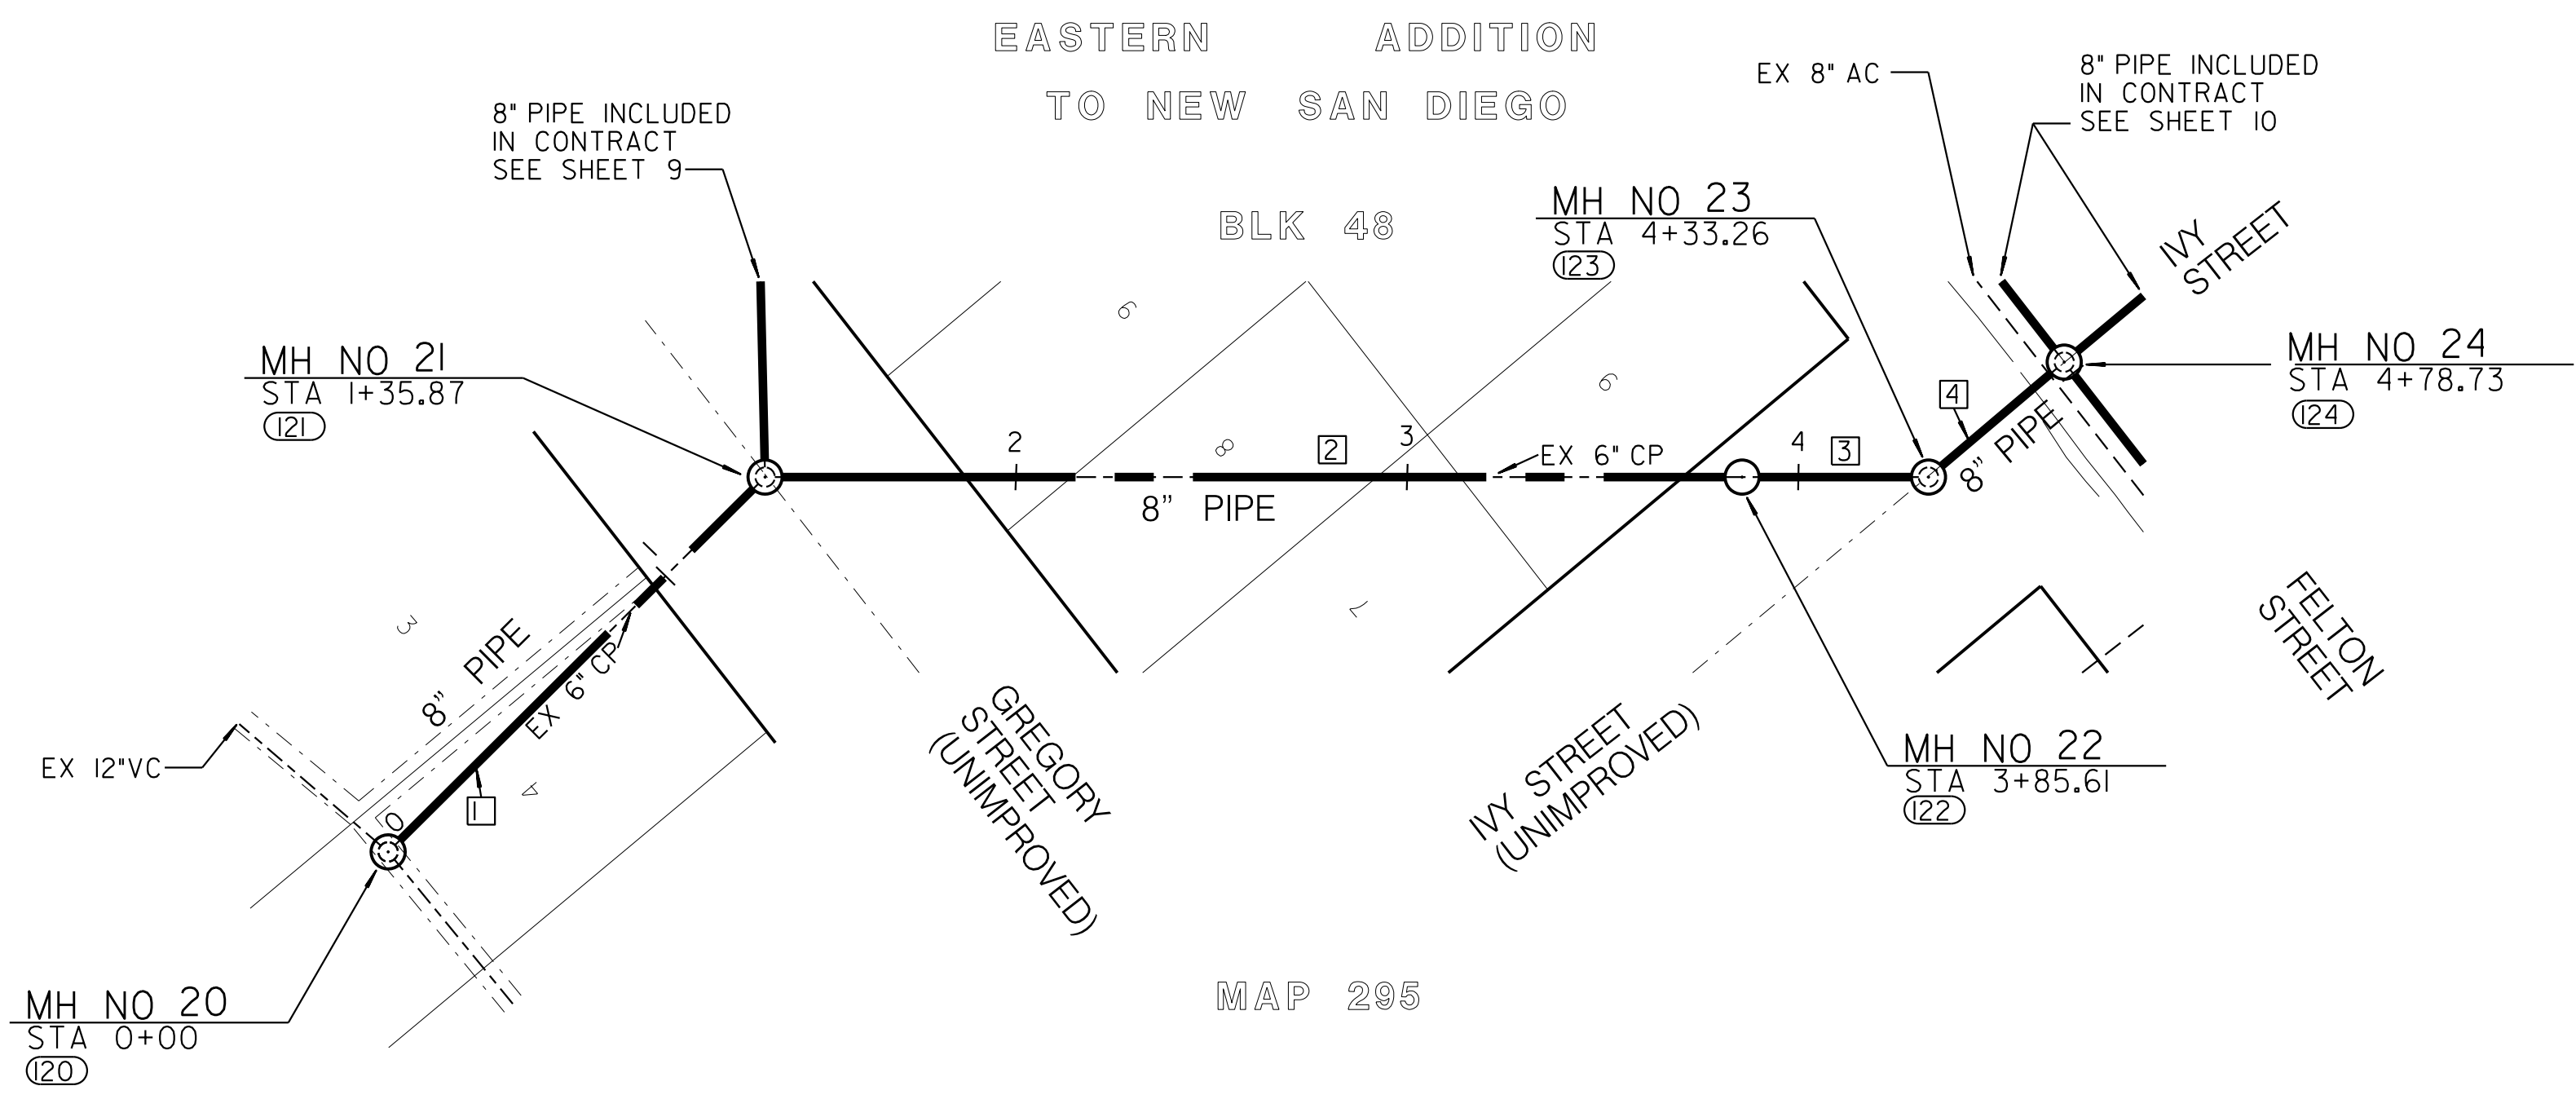 EASTERN ADDITION
TO NEW SAN DIEGO
BLK 48
8" PIPE INCLUDED
IN CONTRACT
SEE SHEET 9
EX 8" AC
8" PIPE INCLUDED
IN CONTRACT
SEE SHEET 10
MH NO 23
STA 4+33.26
123
IVY
STREET
MH NO 21
STA 1+35.87
121
MH NO 24
STA 4+78.73
124
9
9
4
2
8
2
3
EX 6" CP
4
3
8” PIPE
8” PIPE
3
8” PIPE
EX 6" CP
7
FELTON
STREET
GREGORY
STREET
(UNIMPROVED)
IVY STREET
(UNIMPROVED)
MH NO 22
STA 3+85.61
122
EX 12"VC
4
1
0
MH NO 20
STA 0+00
120
MAP 295